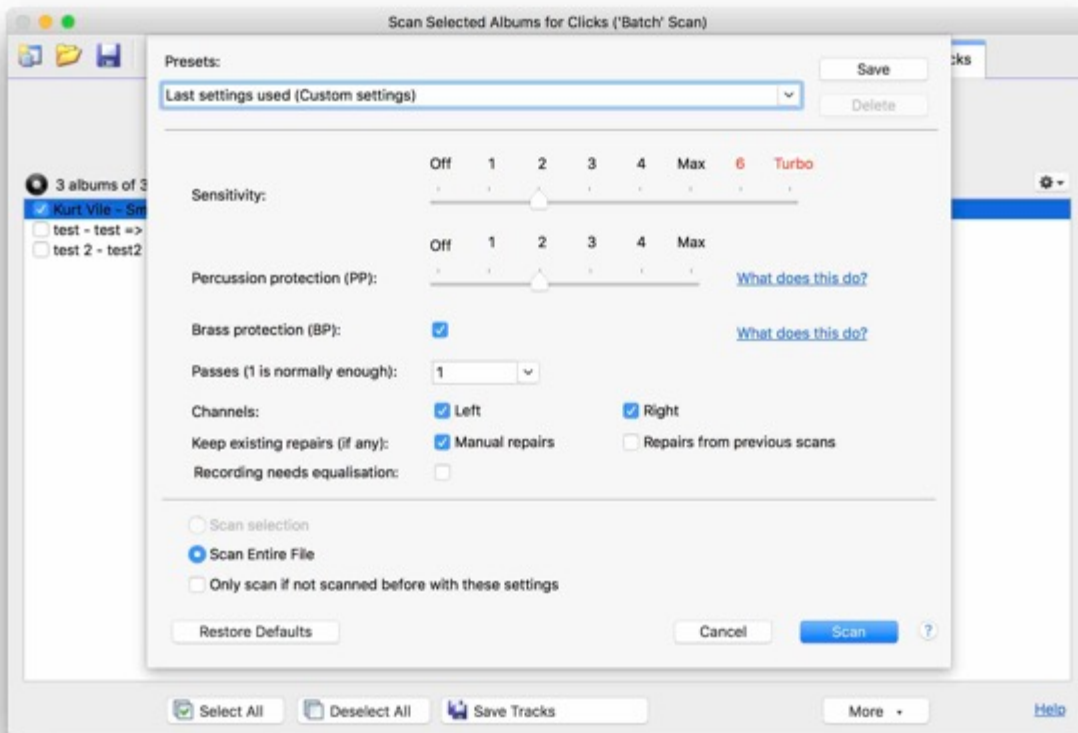 Scan Selected Albums for Clicks ('Batch' Scan)
Presets:
Save
cks
Last settings used (Custom settings)
Delete
Off 1 2 3 4 Max 6 Turbo
Sensitivity:
3 albums of 3
Kurt Vile - Sm
test - test =>
test 2 - test2
Off 1 2 3 4 Max
Percussion protection (PP):
What does this do?
Brass protection (BP):
What does this do?
Passes (1 is normally enough):
1
Channels:
Left
Right
Keep existing repairs (if any):
Manual repairs
Repairs from previous scans
Recording needs equalisation:
Scan selection
Scan Entire File
Only scan if not scanned before with these settings
Restore Defaults
Cancel
Scan
?
Select All
Deselect All
Save Tracks
More
Help